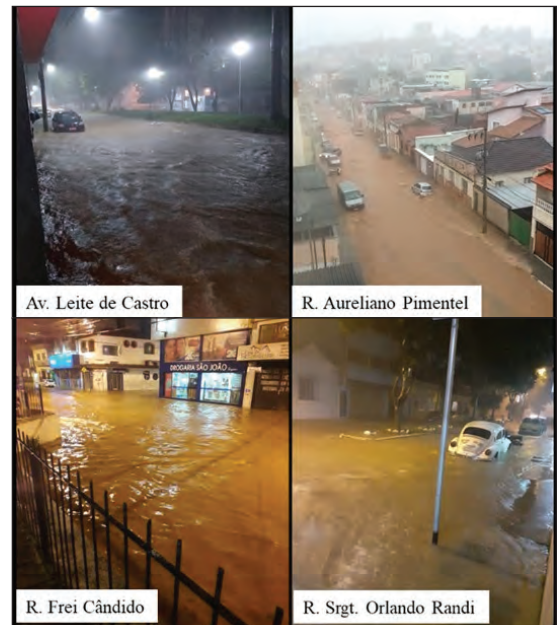 Av. Leite de Castro
R. Aureliano Pimentel
DROGARIA SÃO JOÃO
R. Frei Cândido
R. Srgt. Orlando Randi